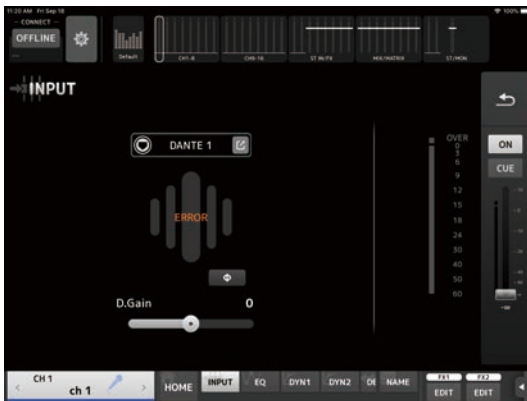 11:20 AM Fri Sep 18
100%
CONNECT
OFFLINE
Default
CH1-8
CH9-16
ST IN/FX
MIX/MATRIX
ST/MON
INPUT
DANTE 1
ERROR
D.Gain 0
OVER
0
3
6
9
12
15
18
24
30
40
50
60
ON
CUE
CH 1
ch 1
HOME
INPUT
EQ
DYN1
DYN2
NAME
FX1
EDIT
FX2
EDIT